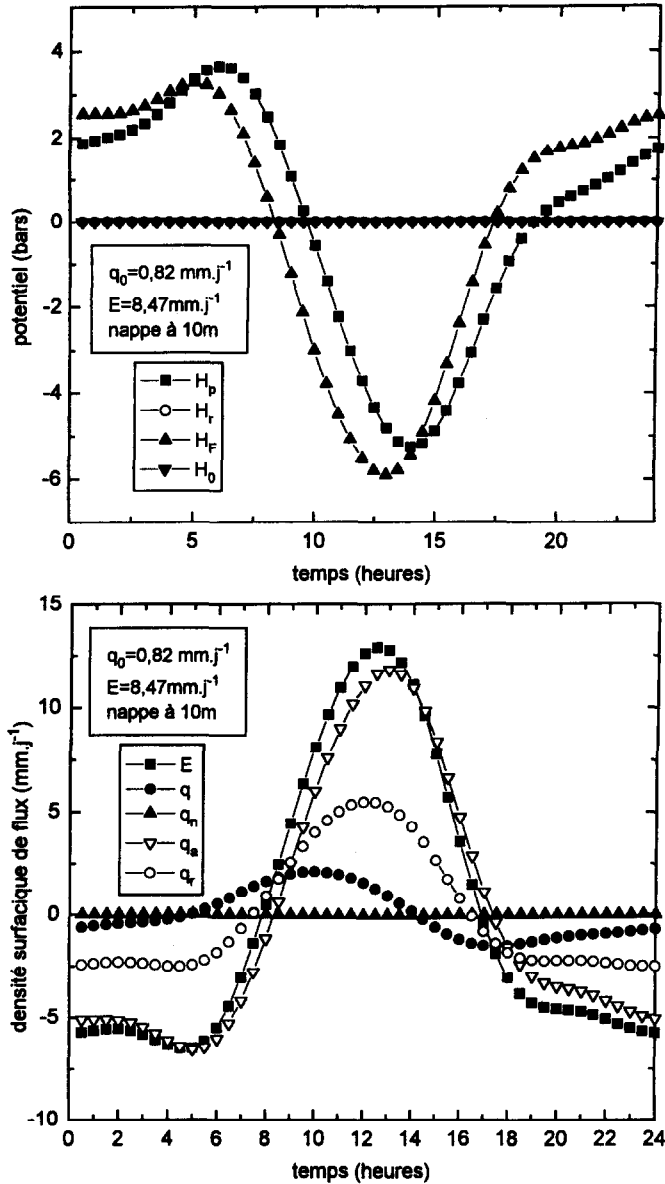 4
2
0
-2
-4
-6
potentiel (bars)
q₀=0,82 mm.j⁻¹
E=8,47mm.j⁻¹
nappe à 10m
Hₚ
Hᵣ
H_F
H₀
0
5
10
15
20
temps (heures)
15
10
5
0
-5
-10
densité surfacique de flux (mm.j⁻¹)
q₀=0,82 mm.j⁻¹
E=8,47mm.j⁻¹
nappe à 10m
E
q
qₙ
qₐ
qᵣ
0 2 4 6 8 10 12 14 16 18 20 22 24
temps (heures)